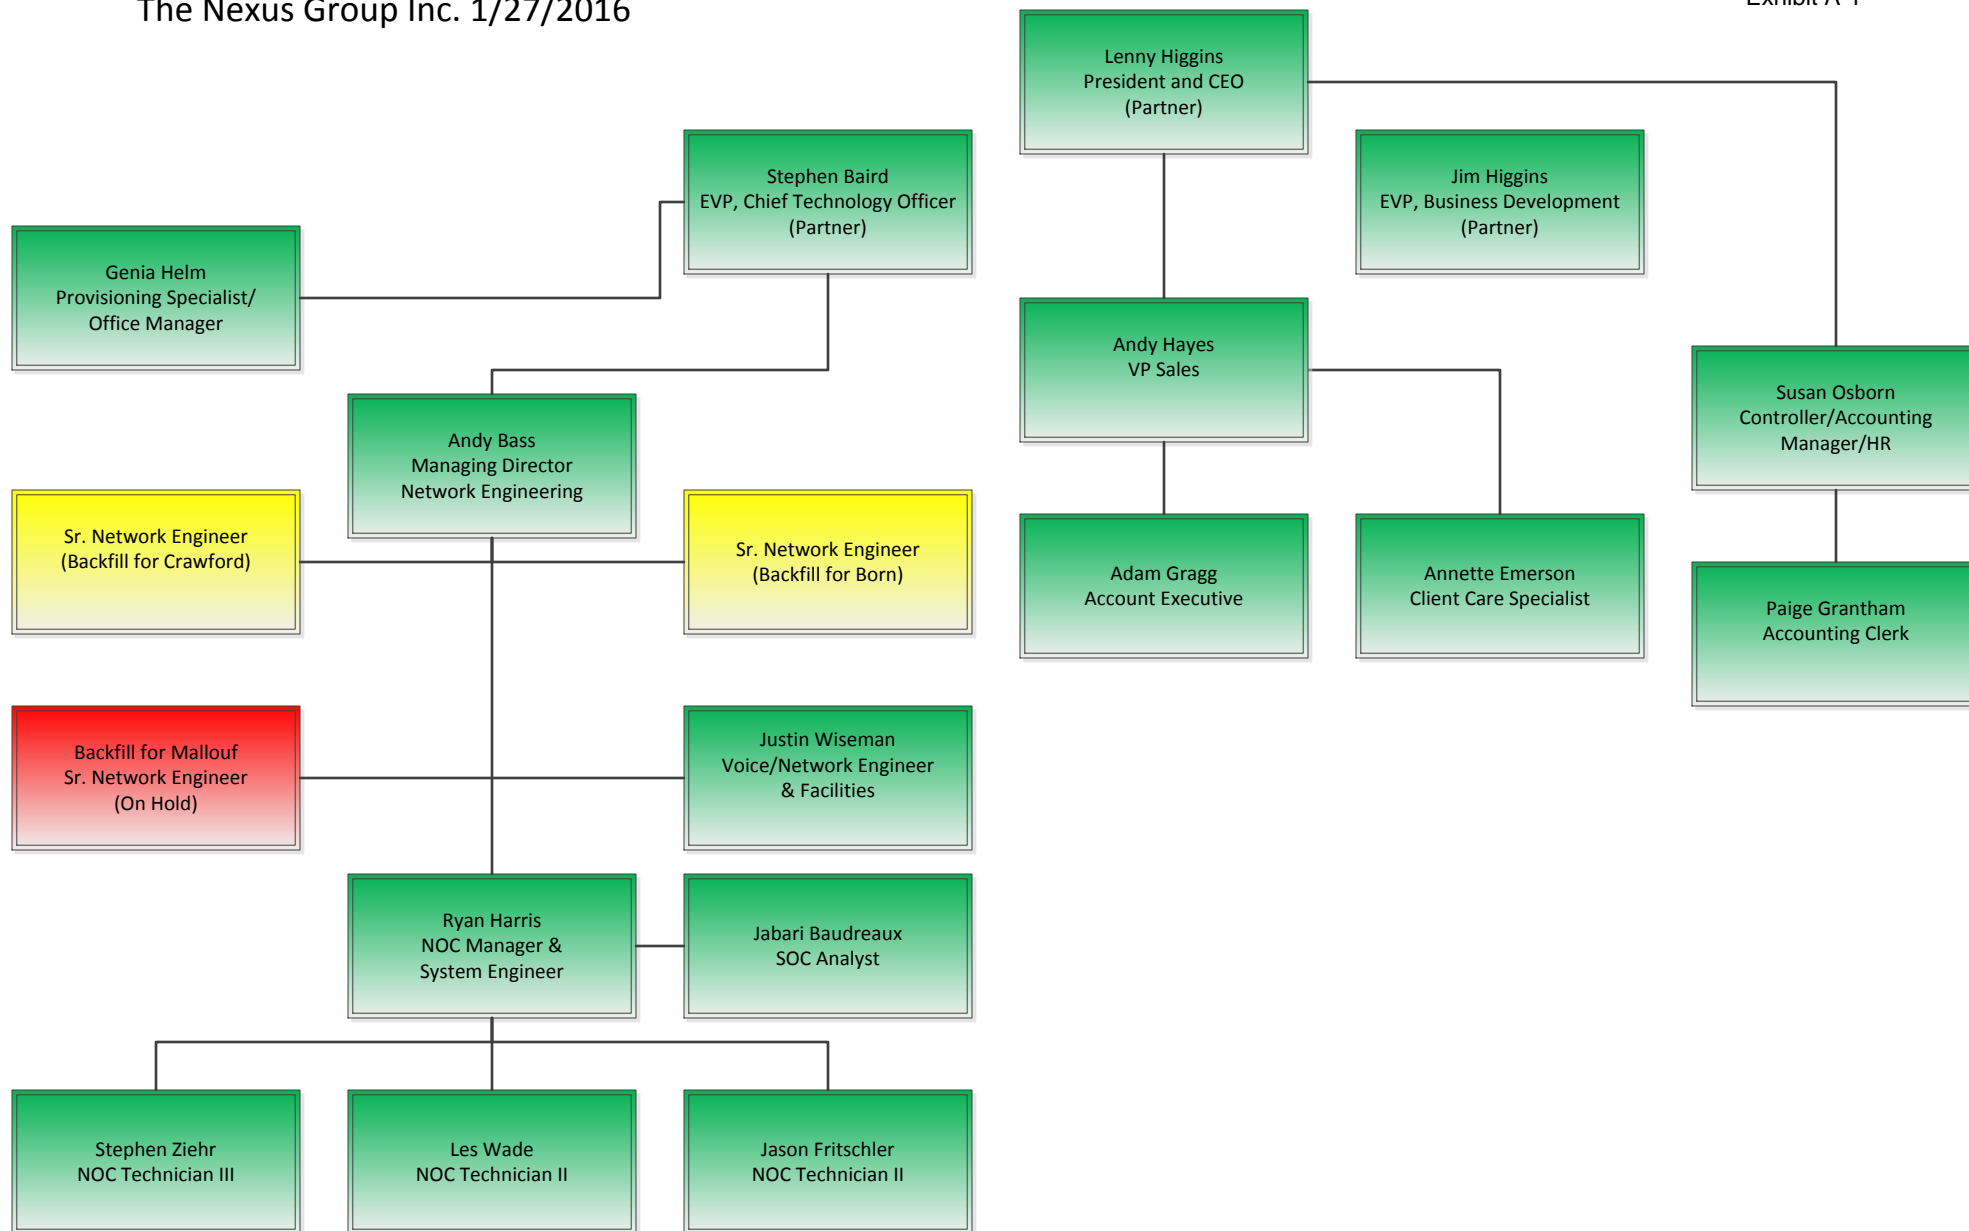 The Nexus Group Inc. 1/27/2016
Exhibit A-1
Lenny Higgins
President and CEO
(Partner)
Stephen Baird
EVP, Chief Technology Officer
(Partner)
Jim Higgins
EVP, Business Development
(Partner)
Genia Helm
Provisioning Specialist/
Office Manager
Andy Hayes
VP Sales
Susan Osborn
Controller/Accounting
Manager/HR
Andy Bass
Managing Director
Network Engineering
Sr. Network Engineer
(Backfill for Crawford)
Sr. Network Engineer
(Backfill for Born)
Adam Gragg
Account Executive
Annette Emerson
Client Care Specialist
Paige Grantham
Accounting Clerk
Backfill for Mallouf
Sr. Network Engineer
(On Hold)
Justin Wiseman
Voice/Network Engineer
& Facilities
Ryan Harris
NOC Manager &
System Engineer
Jabari Baudreaux
SOC Analyst
Stephen Ziehr
NOC Technician III
Les Wade
NOC Technician II
Jason Fritschler
NOC Technician II